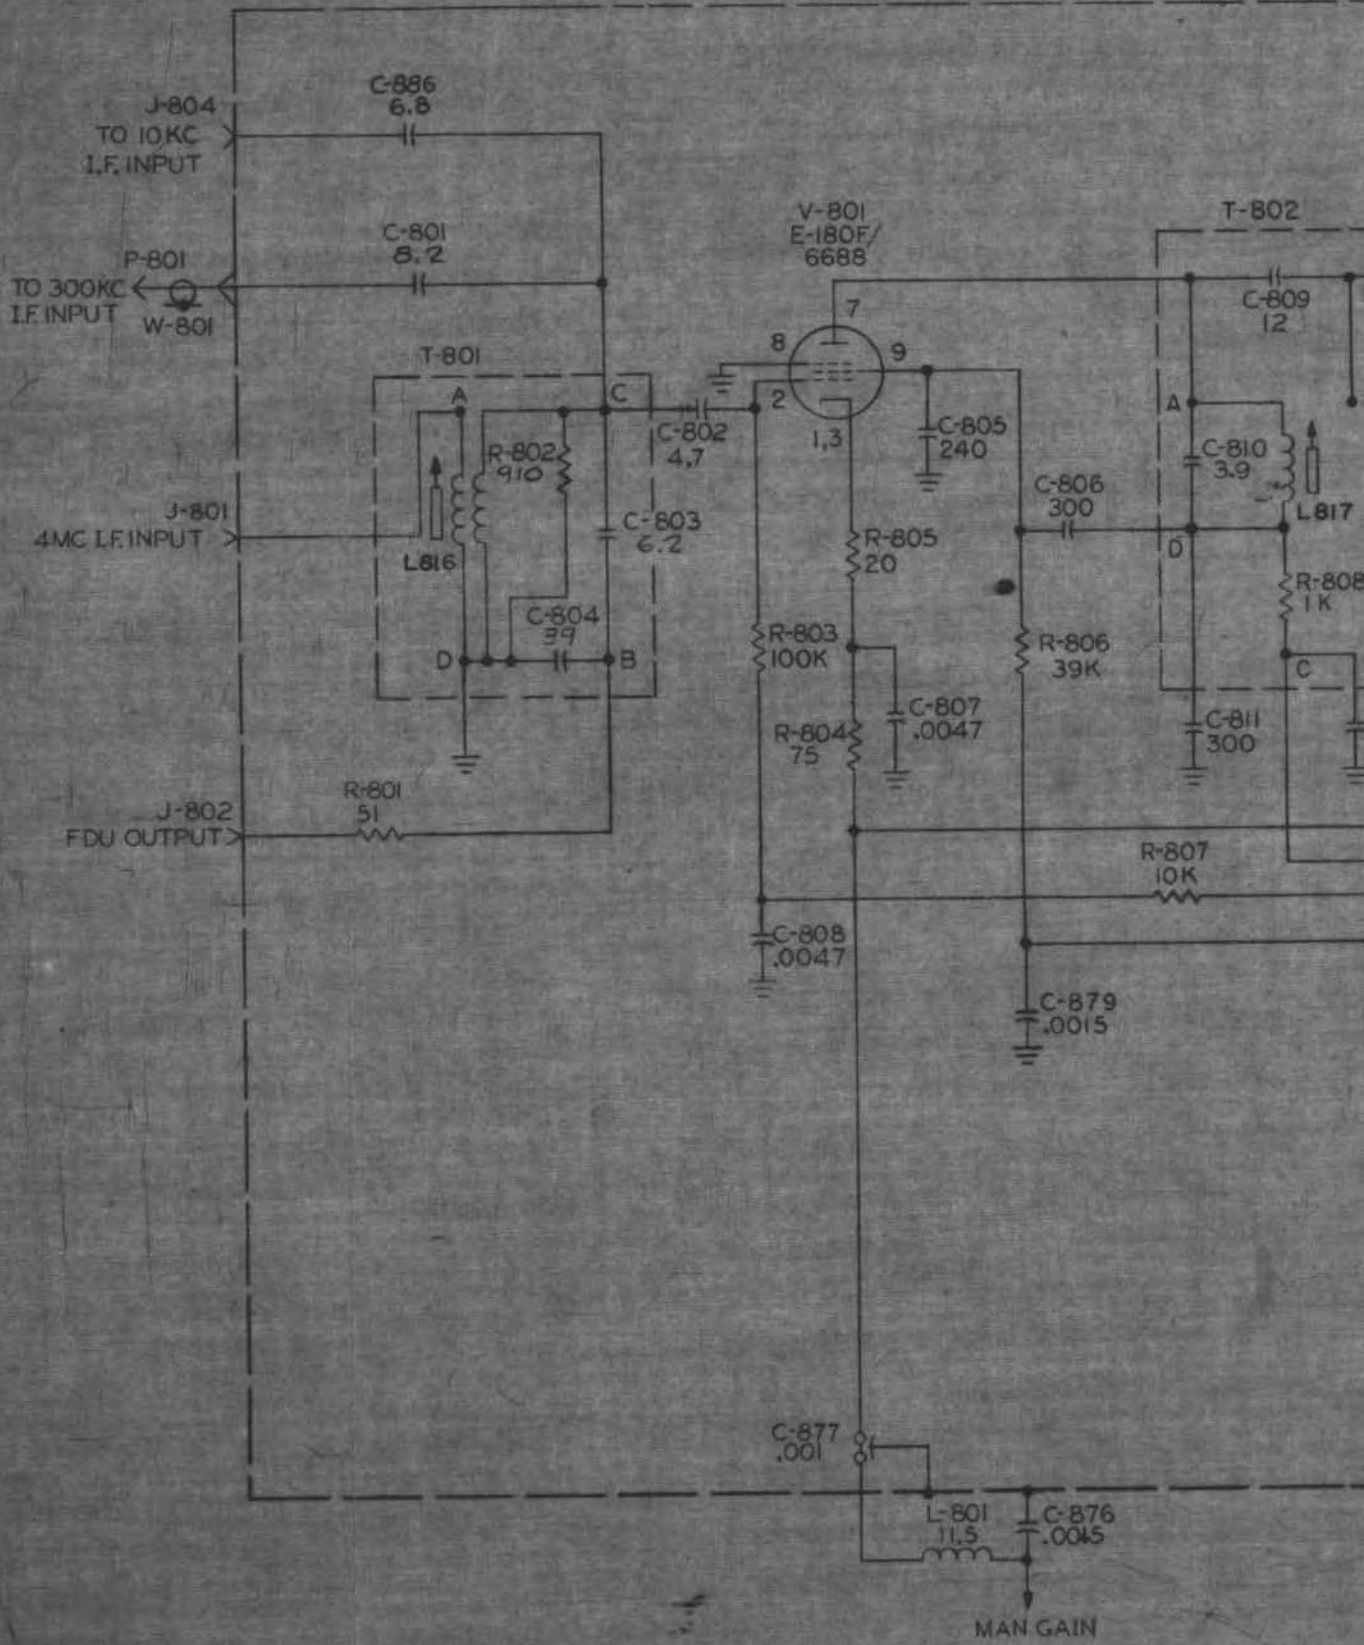 C-886
6.8
J-804
TO 10KC
I.F. INPUT
C-801
8.2
P-801
TO 300KC
I.F. INPUT
W-801
V-801
E-180F/
6688
7
8
9
2
1,3
T-802
C-809
12
T-801
A
C
R-802
910
C-802
4.7
C-805
240
A
C-810
3.9
L817
J-801
4MC I.F. INPUT
L816
C-803
6.2
C-806
300
D
R-805
20
R-808
1K
C-804
39
D
B
R-803
100K
R-806
39K
C
C-807
.0047
R-804
75
C-811
300
J-802
FDU OUTPUT
R-801
51
R-807
10K
C-808
.0047
C-879
.0015
C-877
.001
L-801
11.5
C-876
MAN GAIN